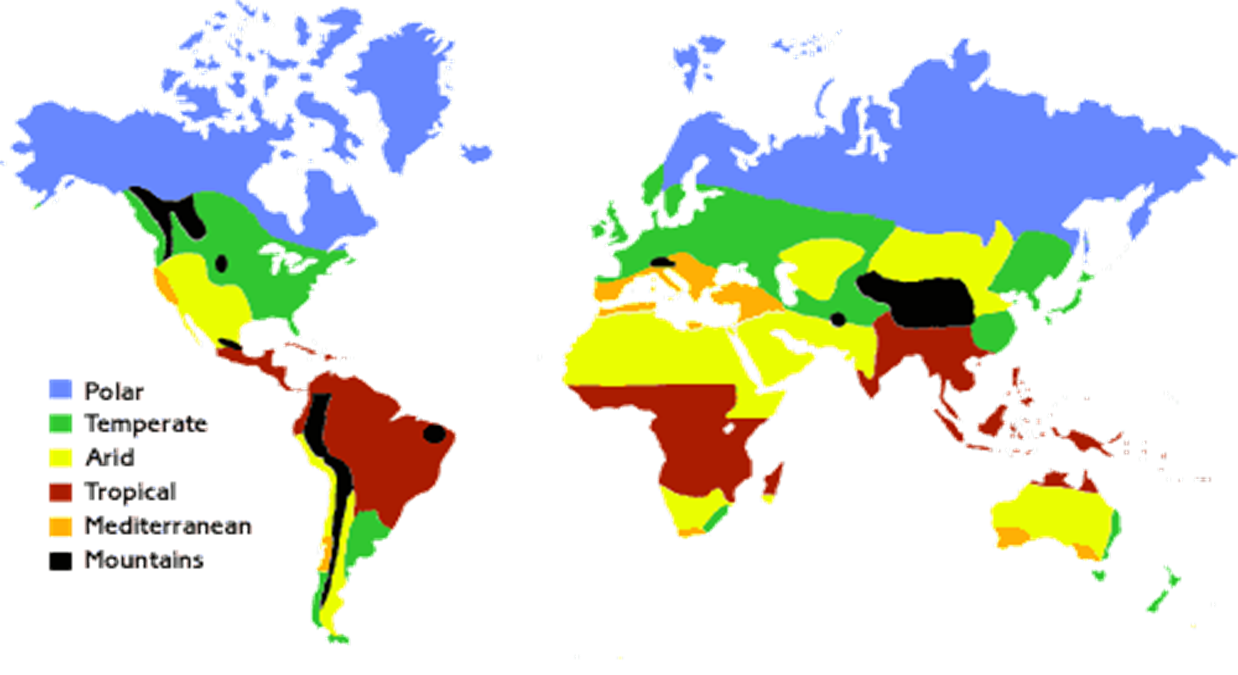 Polar
Temperate
Arid
Tropical
Mediterranean
Mountains